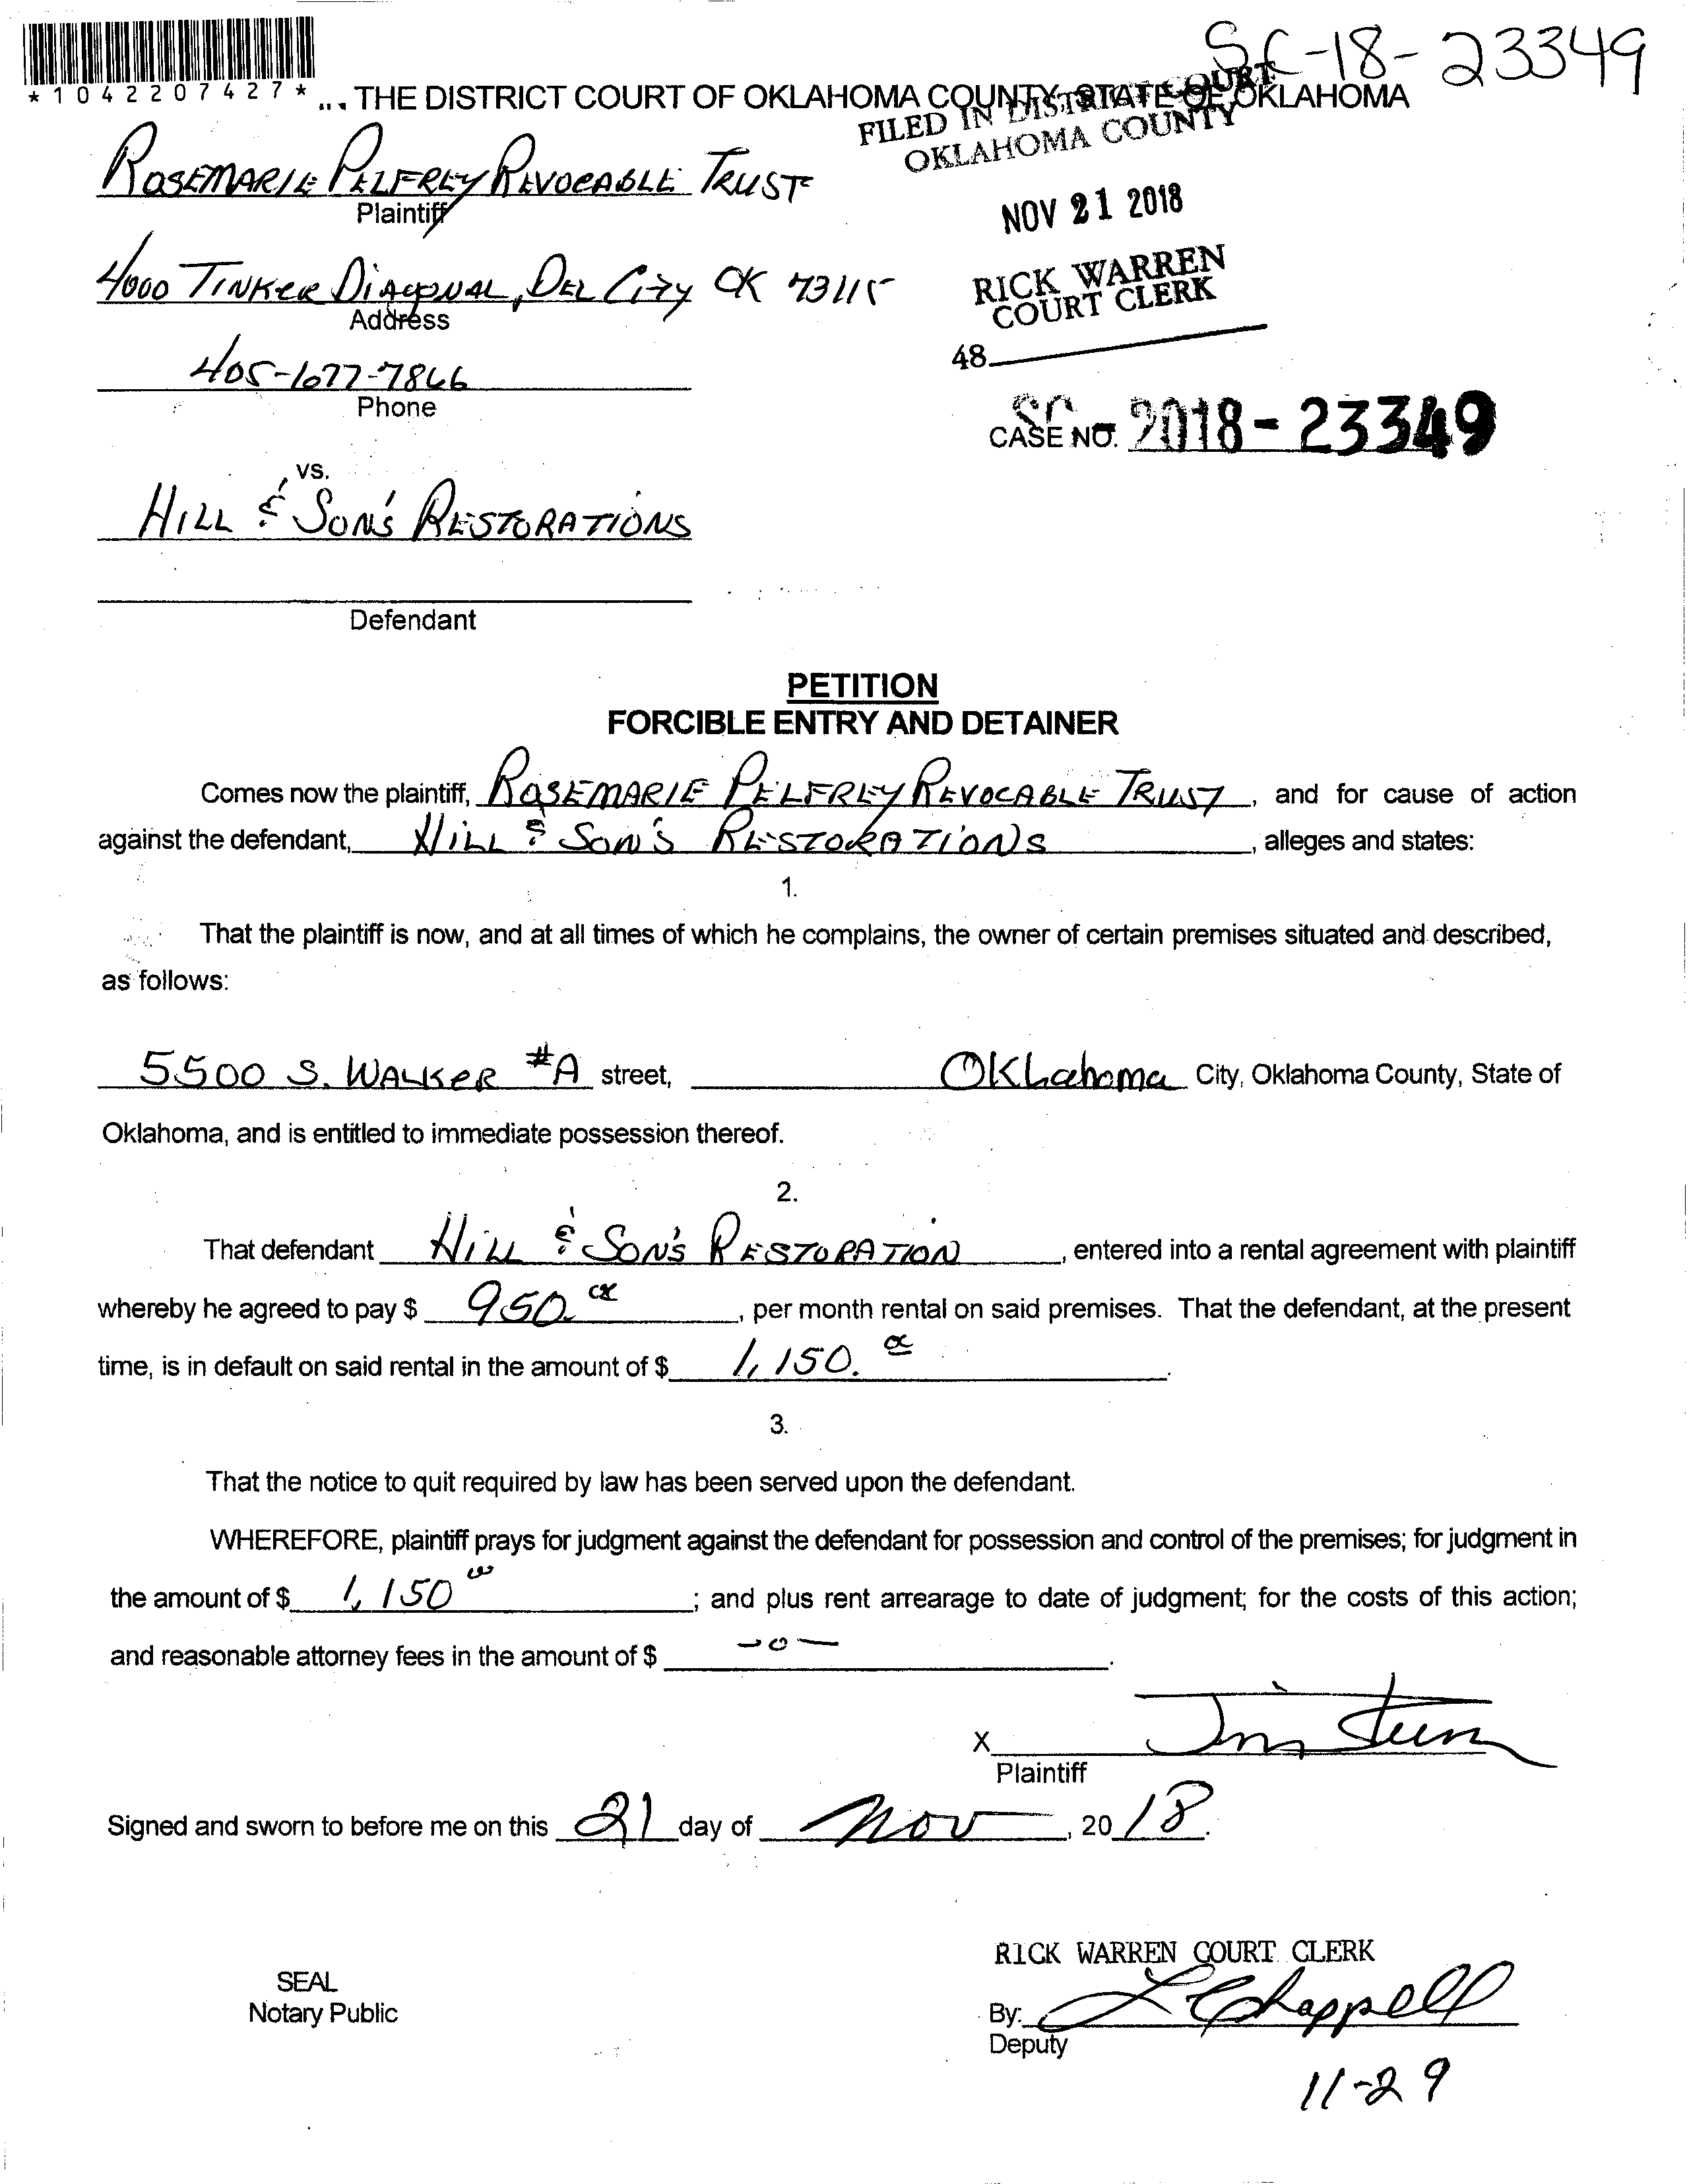 SC-18-23349
*1042207427*
THE DISTRICT COURT OF OKLAHOMA COUNTY, STATE OF OKLAHOMA
FILED IN DISTRICT COURT
OKLAHOMA COUNTY
ROSEMARIE PELFREY REVOCABLE TRUST
Plaintiff
NOV 21 2018
4000 TINKER DIAGONAL, DEL CITY OK 73115
Address
RICK WARREN
COURT CLERK
48
405-677-7866
Phone
CASE NO. SC-2018-23349
vs.
HILL & SON'S RESTORATIONS
Defendant
PETITION
FORCIBLE ENTRY AND DETAINER
Comes now the plaintiff, ROSEMARIE PELFREY REVOCABLE TRUST, and for cause of action
against the defendant, HILL & SON'S RESTORATIONS, alleges and states:
1.
That the plaintiff is now, and at all times of which he complains, the owner of certain premises situated and described,
as follows:
5500 S. WALKER #A street, OKLahoma City, Oklahoma County, State of
Oklahoma, and is entitled to immediate possession thereof.
2.
That defendant HILL & SON'S RESTORATION, entered into a rental agreement with plaintiff
whereby he agreed to pay $ 950.00, per month rental on said premises. That the defendant, at the present
time, is in default on said rental in the amount of $ 1,150.00.
3.
That the notice to quit required by law has been served upon the defendant.
WHEREFORE, plaintiff prays for judgment against the defendant for possession and control of the premises; for judgment in
the amount of $ 1,150 00; and plus rent arrearage to date of judgment; for the costs of this action;
and reasonable attorney fees in the amount of $ -0-.
X
Plaintiff
Signed and sworn to before me on this 21 day of Nov, 2018.
RICK WARREN COURT CLERK
SEAL
Notary Public
By: L Chappell
Deputy
11-29